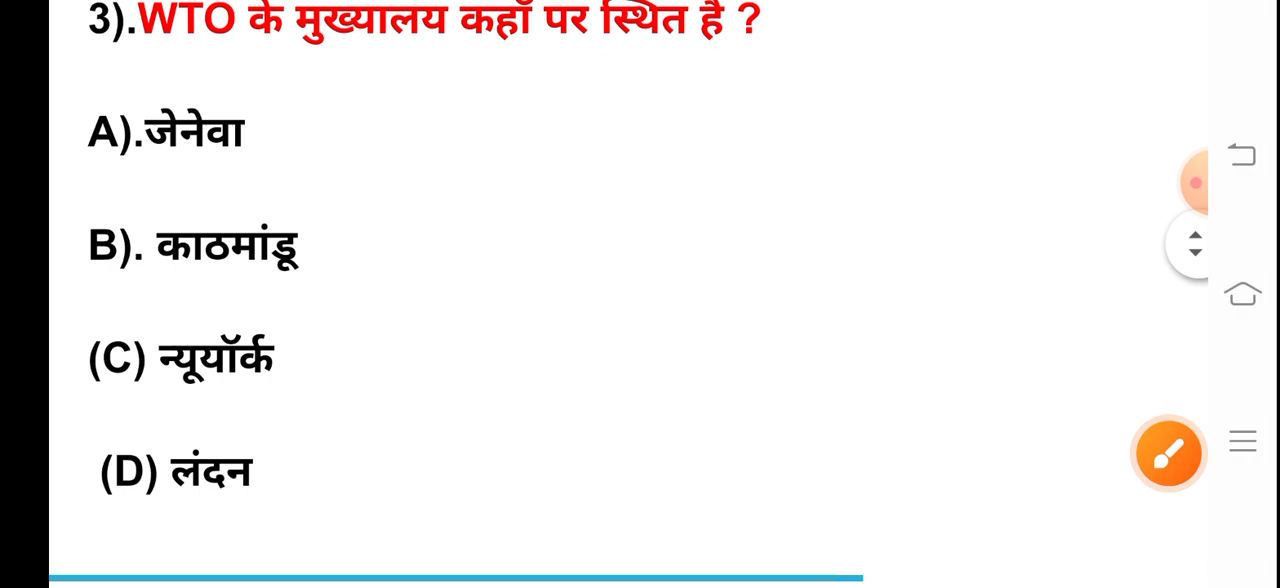 3).WTO के मुख्यालय कहाँ पर स्थित है ?
A).जेनेवा
B). काठमांडू
(C) न्यूयॉर्क
(D) लंदन